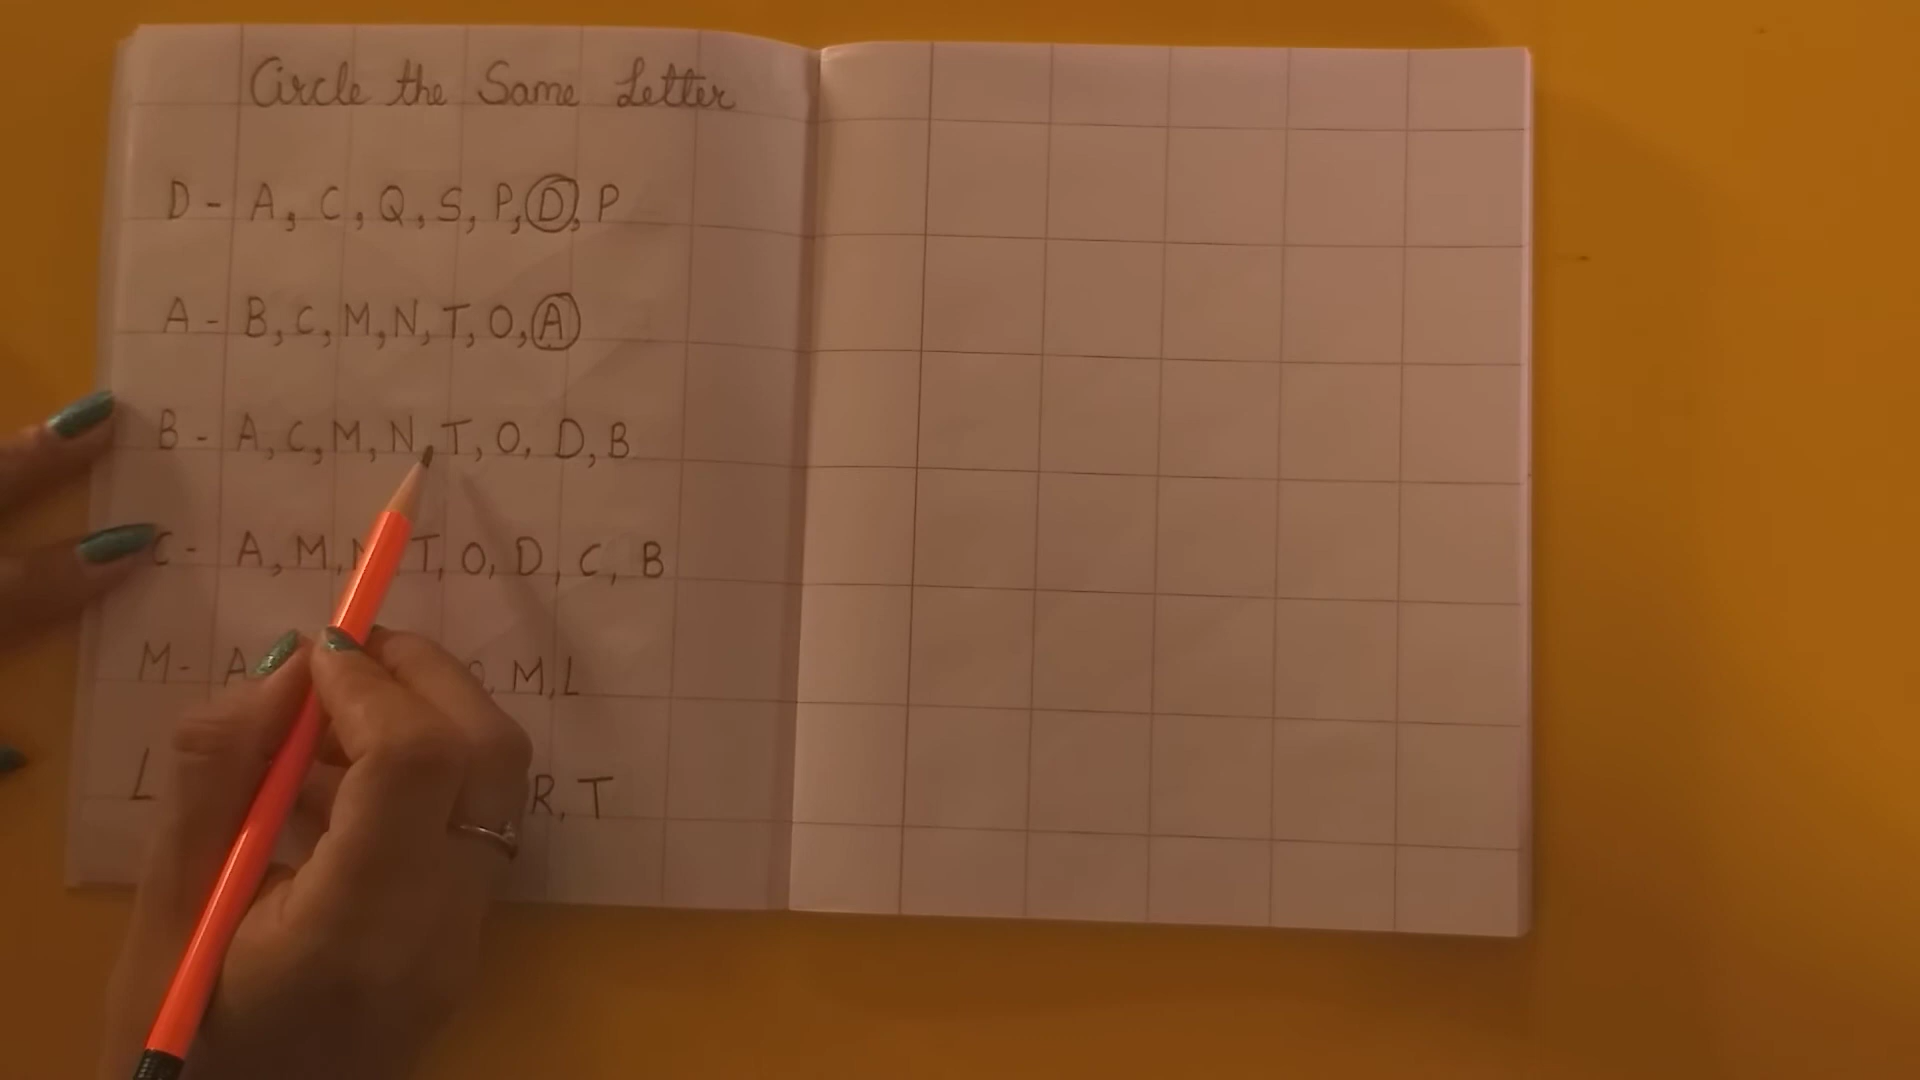 Circle the Same Letter
D - A, C, Q, S, P, D, P
A - B, C, M, N, T, O, A
B - A, C, M, N, T, O, D, B
C - A, M, N, T, O, D, C, B
M - A M, L
L R, T